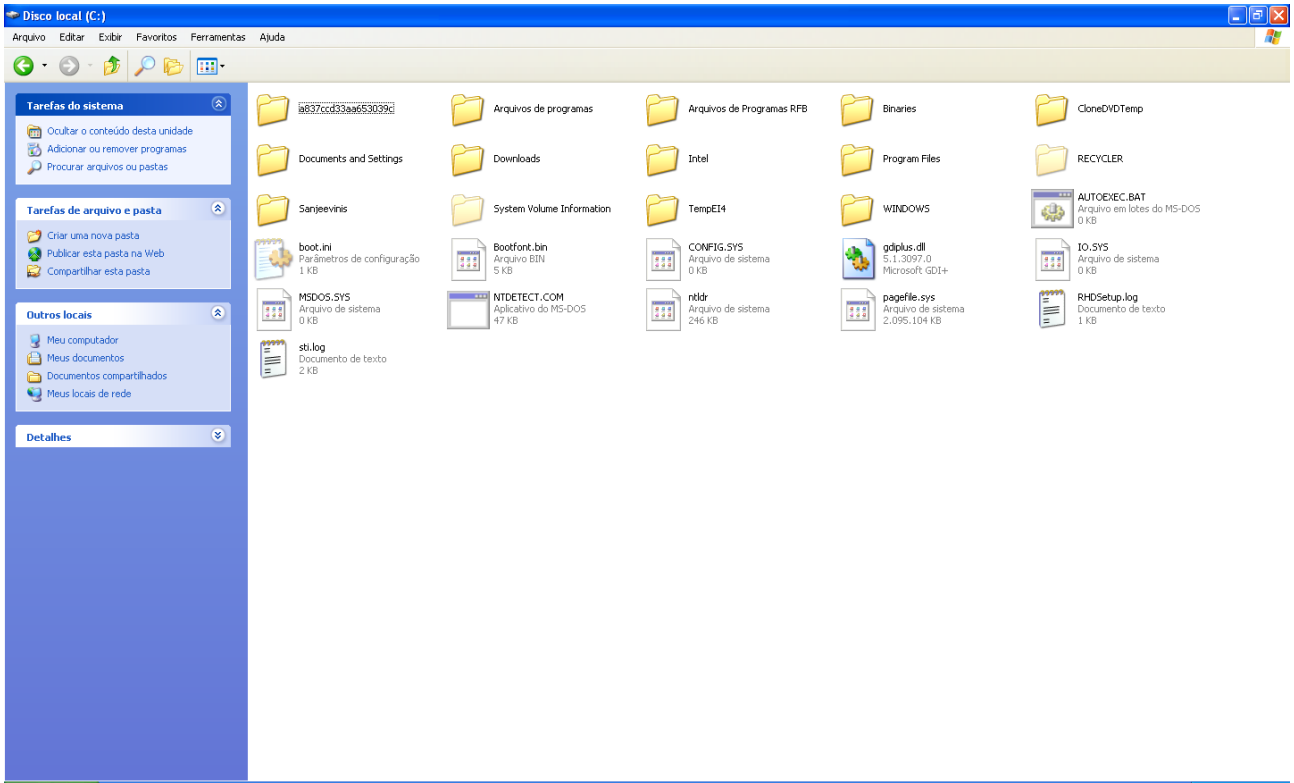 Disco local (C:)
Arquivo Editar Exibir Favoritos Ferramentas Ajuda
Tarefas do sistema
Ocultar o conteúdo desta unidade
Adicionar ou remover programas
Procurar arquivos ou pastas
Tarefas de arquivo e pasta
Criar uma nova pasta
Publicar esta pasta na Web
Compartilhar esta pasta
Outros locais
Meu computador
Meus documentos
Documentos compartilhados
Meus locais de rede
Detalhes
a837ccd33aa653039c
Arquivos de programas
Arquivos de Programas RFB
Binaries
CloneDVDTemp
Documents and Settings
Downloads
Intel
Program Files
RECYCLER
Sanjeevinis
System Volume Information
TempEI4
WINDOWS
AUTOEXEC.BAT
Arquivo em lotes do MS-DOS
0 KB
boot.ini
Parâmetros de configuração
1 KB
Bootfont.bin
Arquivo BIN
5 KB
CONFIG.SYS
Arquivo de sistema
0 KB
gdiplus.dll
5.1.3097.0
Microsoft GDI+
IO.SYS
Arquivo de sistema
0 KB
MSDOS.SYS
Arquivo de sistema
0 KB
NTDETECT.COM
Aplicativo do MS-DOS
47 KB
ntldr
Arquivo de sistema
246 KB
pagefile.sys
Arquivo de sistema
2.095.104 KB
RHDSetup.log
Documento de texto
1 KB
sti.log
Documento de texto
2 KB